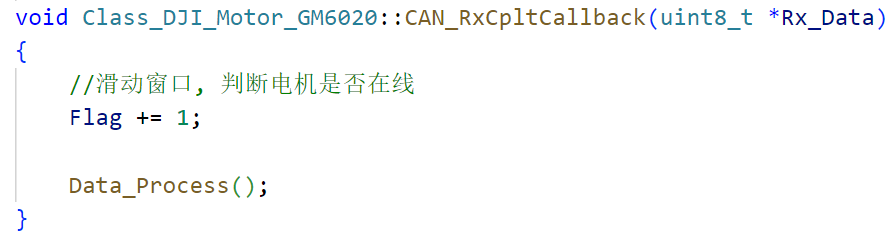 void Class_DJI_Motor_GM6020::CAN_RxCpltCallback(uint8_t *Rx_Data)
{
    //滑动窗口, 判断电机是否在线
    Flag += 1;

    Data_Process();
}